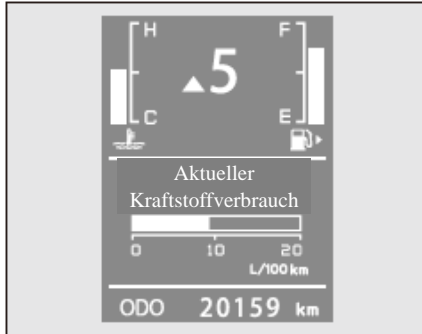 H F
▲5
C E
Aktueller
Kraftstoffverbrauch
0 10 20
L/100 km
ODO 20159 km